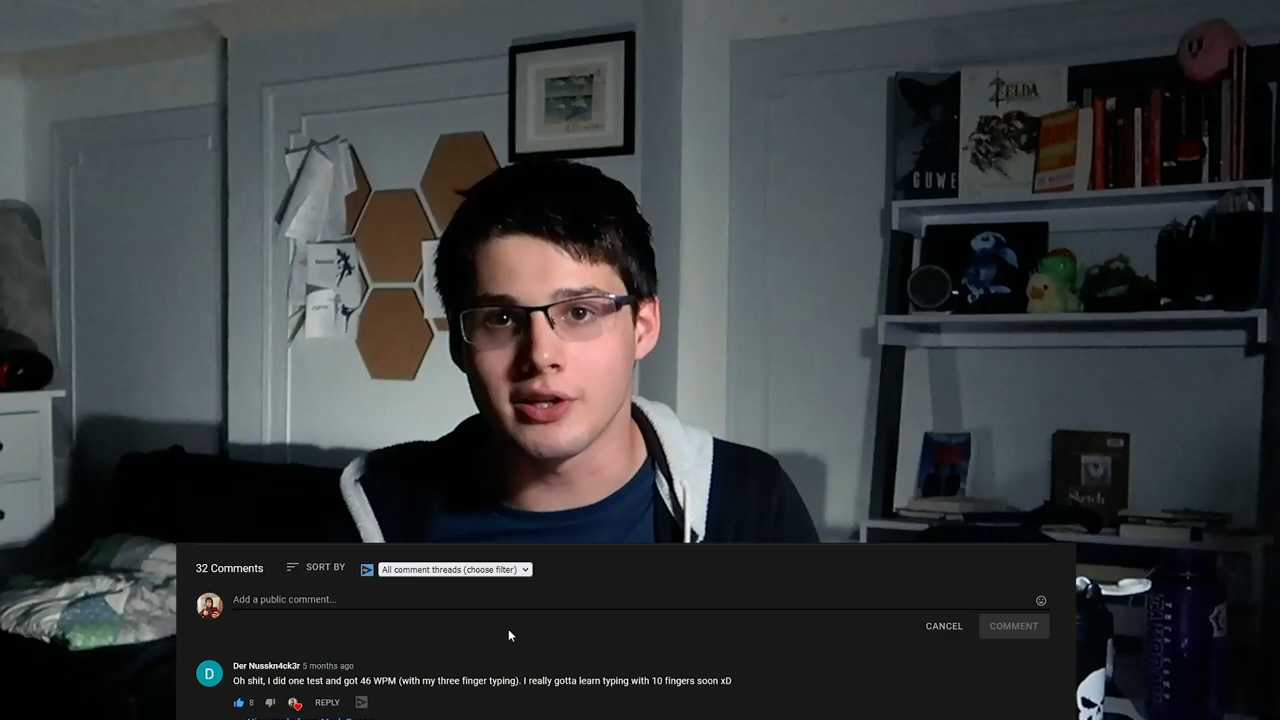 ZELDA
GUWE
Sketch
32 Comments
SORT BY
All comment threads (choose filter)
Add a public comment...
CANCEL
COMMENT
Der Nusskn4ck3r 5 months ago
Oh shit, I did one test and got 46 WPM (with my three finger typing). I really gotta learn typing with 10 fingers soon xD
8
REPLY